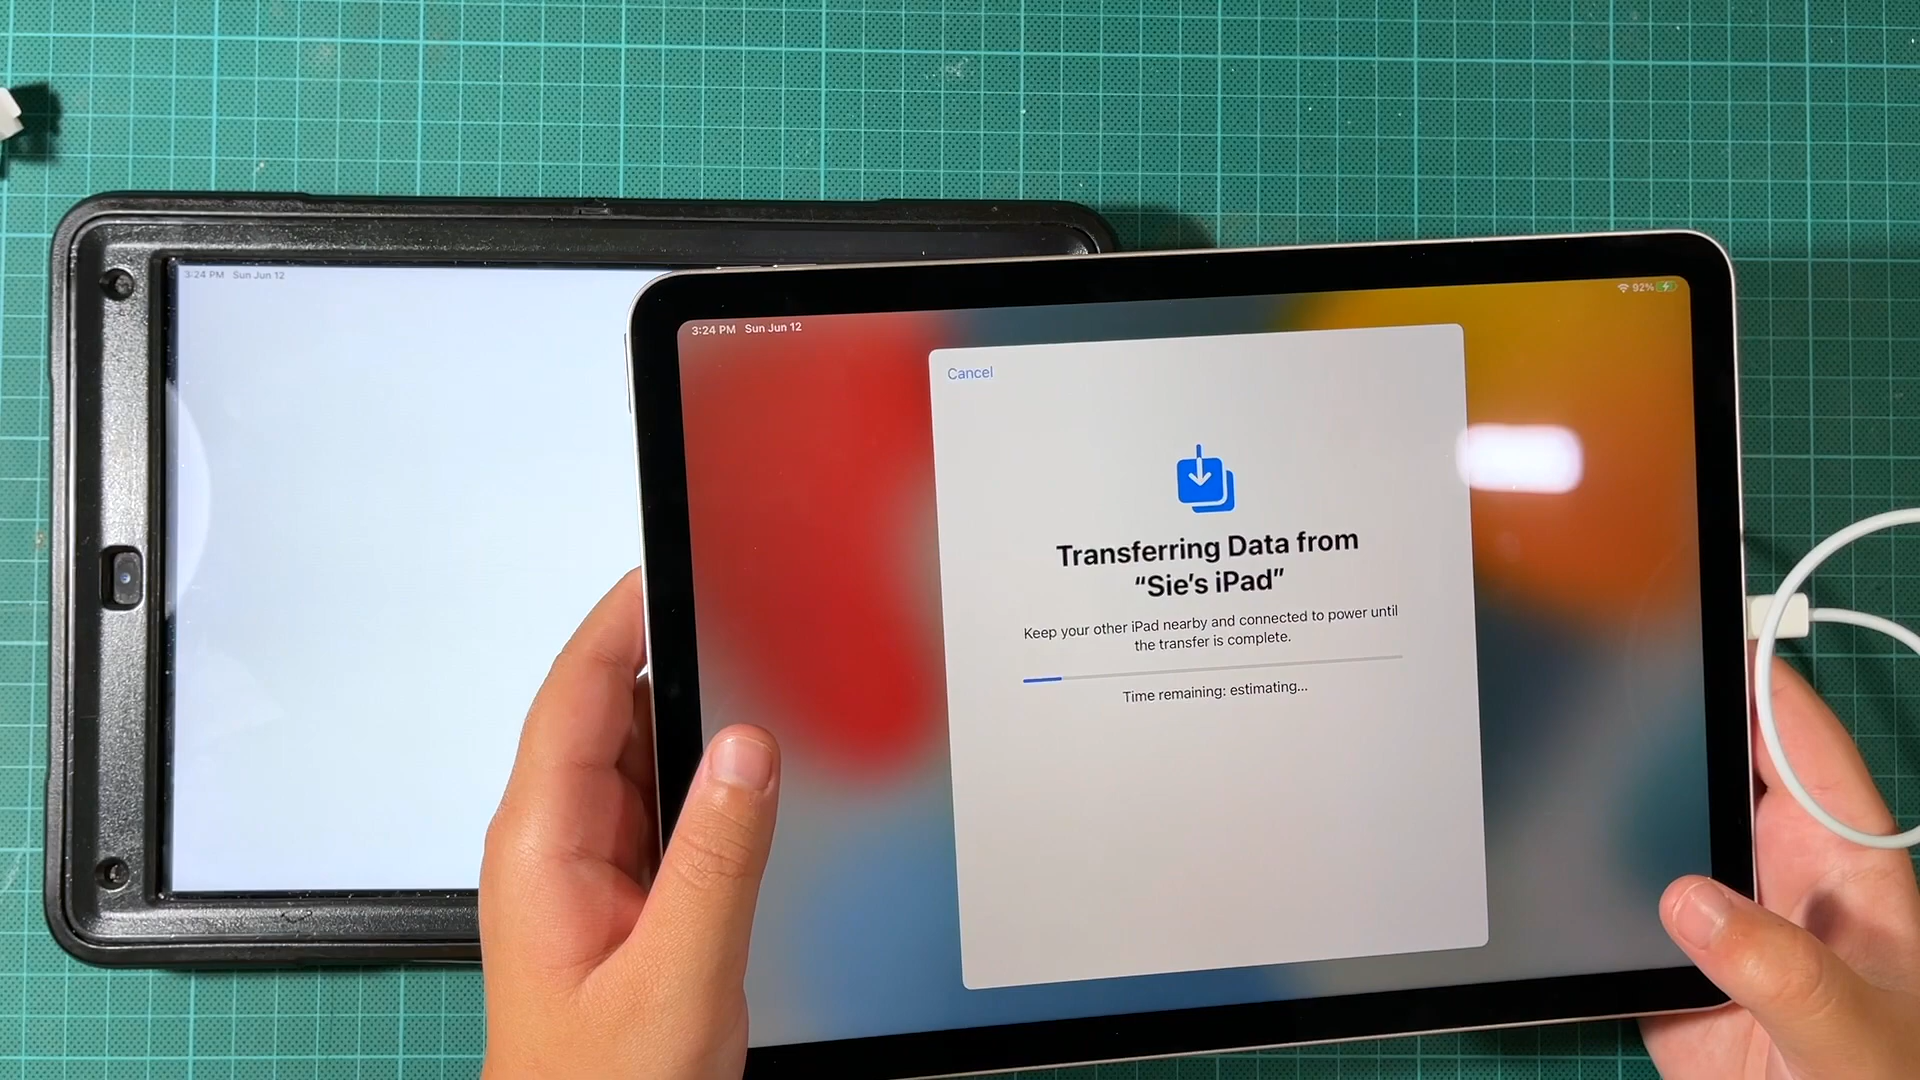 3:24 PM Sun Jun 12
3:24 PM Sun Jun 12
92%
Cancel
Transferring Data from
“Sie’s iPad”
Keep your other iPad nearby and connected to power until
the transfer is complete.
Time remaining: estimating...